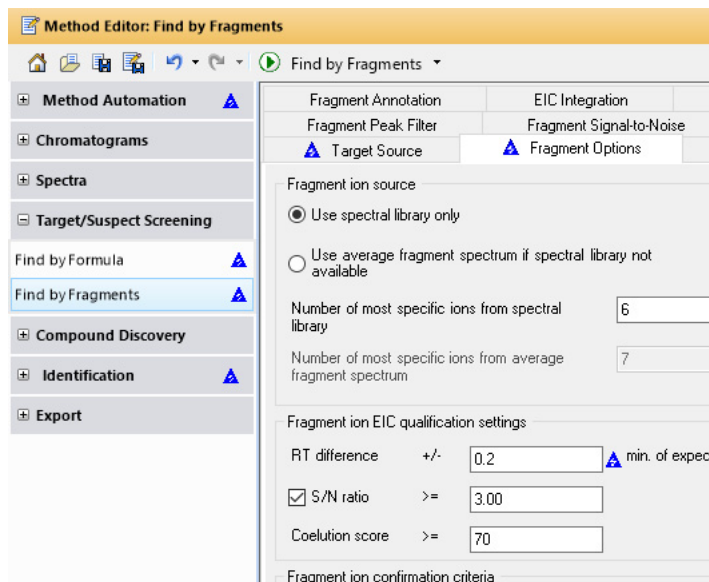 Method Editor: Find by Fragments
Find by Fragments
Method Automation
Chromatograms
Spectra
Target/Suspect Screening
Find by Formula
Find by Fragments
Compound Discovery
Identification
Export
Fragment Annotation EIC Integration
Fragment Peak Filter Fragment Signal-to-Noise
Target Source Fragment Options
Fragment ion source
Use spectral library only
Use average fragment spectrum if spectral library not
available
Number of most specific ions from spectral 6
library
Number of most specific ions from average 7
fragment spectrum
Fragment ion EIC qualification settings
RT difference +/- 0.2 min. of expec
S/N ratio >= 3.00
Coelution score >= 70
Fragment ion confirmation criteria